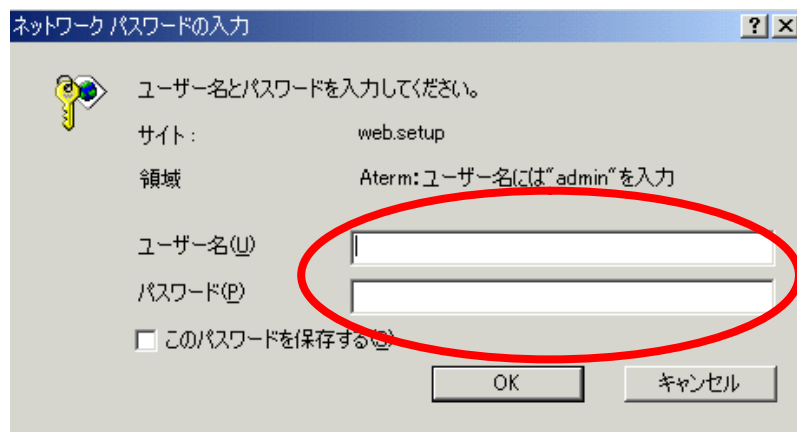 ネットワーク パスワードの入力
ユーザー名とパスワードを入力してください。
サイト: web.setup
領域 Aterm:ユーザー名には"admin"を入力
ユーザー名(U)
パスワード(P)
このパスワードを保存する(S)
OK キャンセル